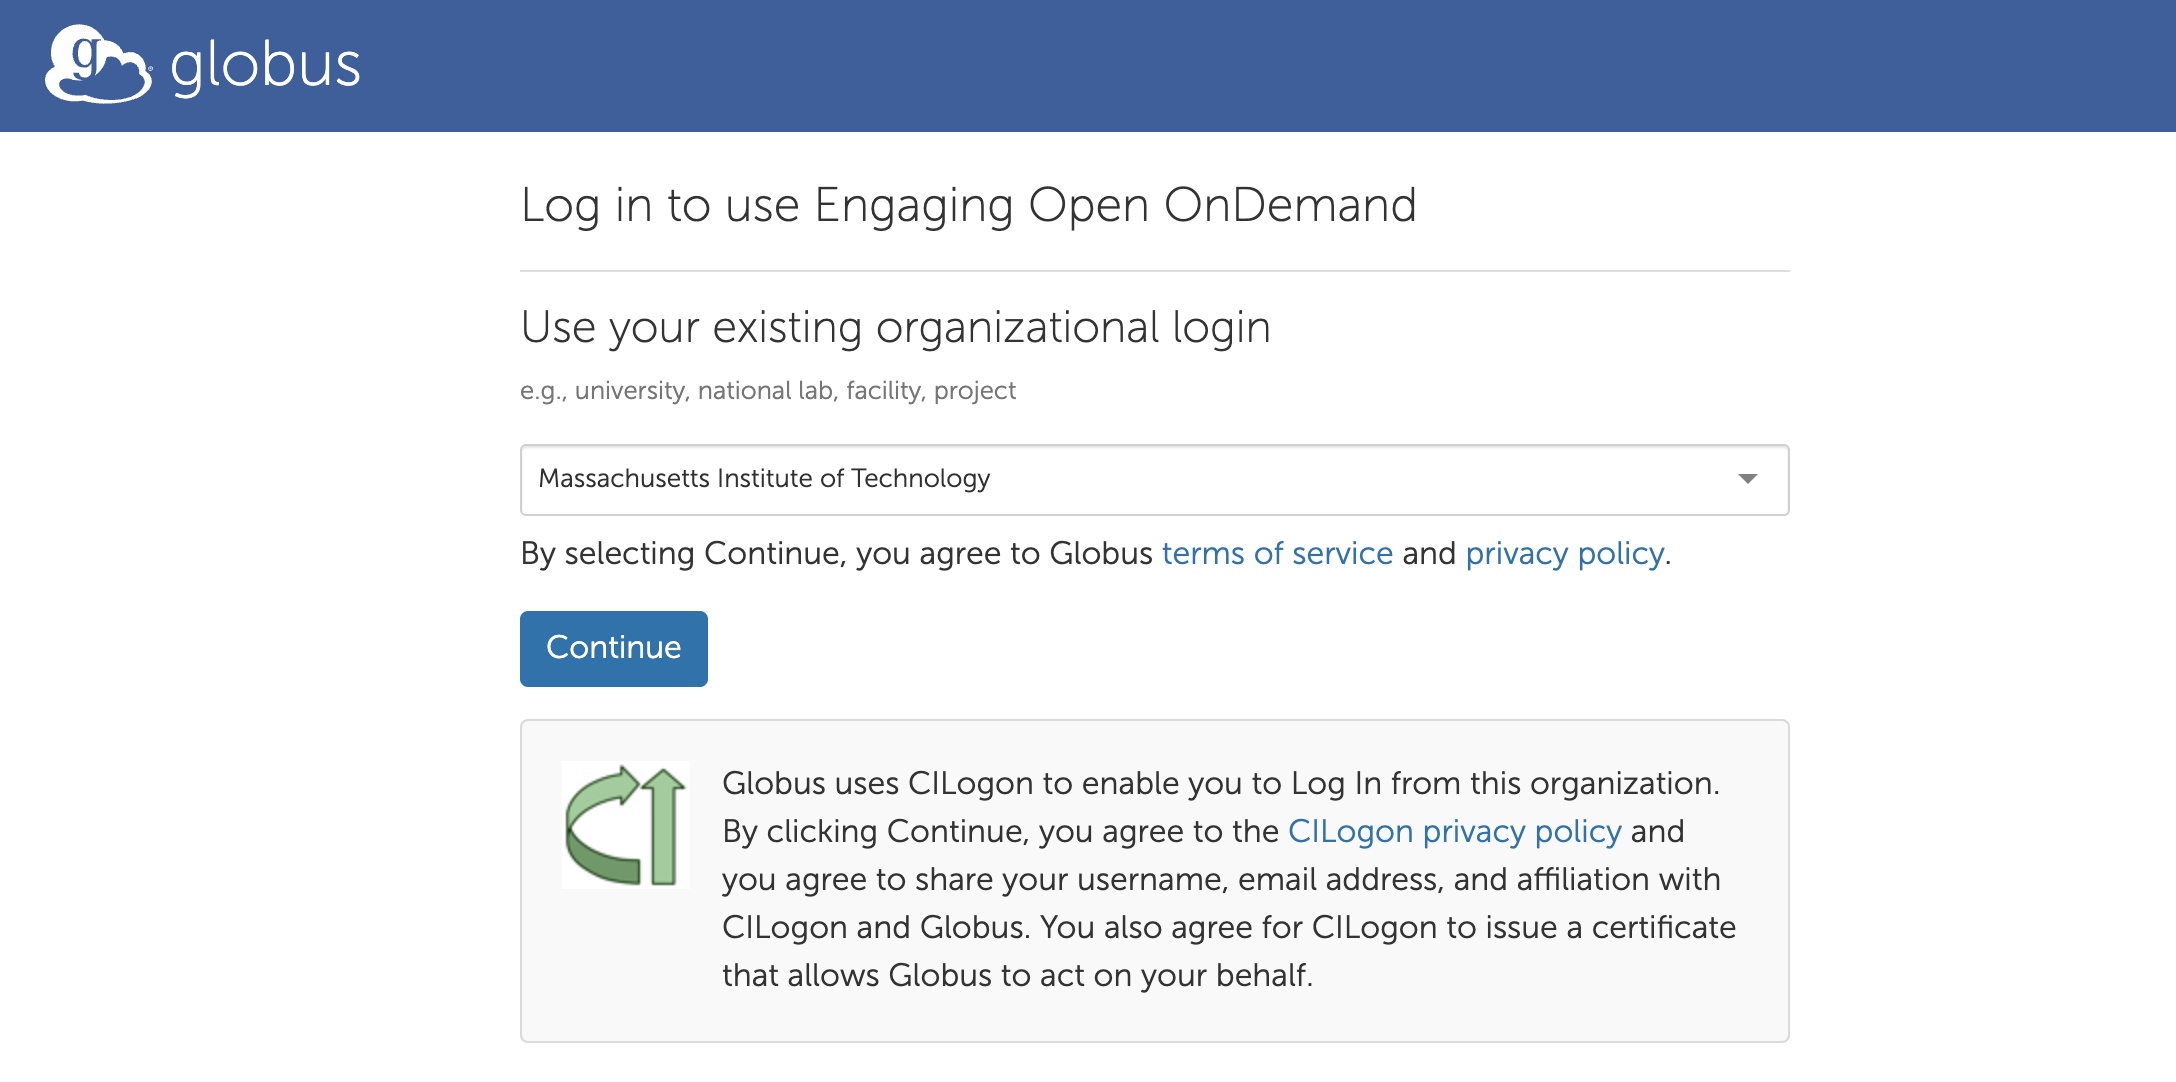 globus
Log in to use Engaging Open OnDemand
Use your existing organizational login
e.g., university, national lab, facility, project
Massachusetts Institute of Technology
By selecting Continue, you agree to Globus terms of service and privacy policy.
Continue
Globus uses CILogon to enable you to Log In from this organization.
By clicking Continue, you agree to the CILogon privacy policy and
you agree to share your username, email address, and affiliation with
CILogon and Globus. You also agree for CILogon to issue a certificate
that allows Globus to act on your behalf.